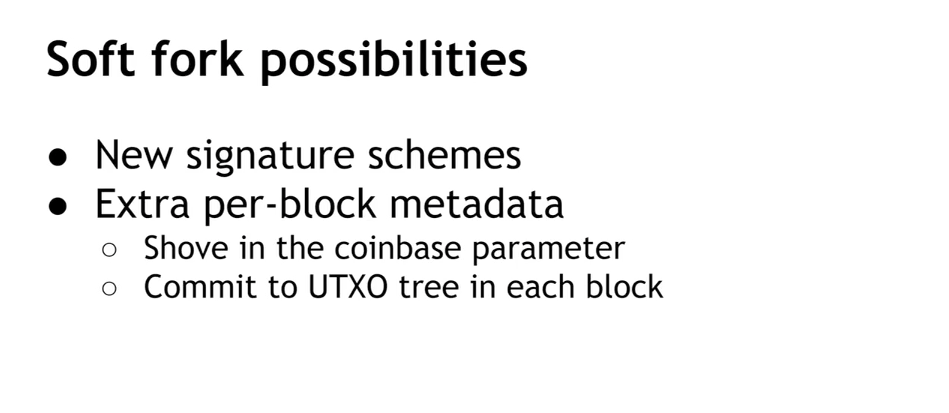 Soft fork possibilities
● New signature schemes
● Extra per-block metadata
○ Shove in the coinbase parameter
○ Commit to UTXO tree in each block